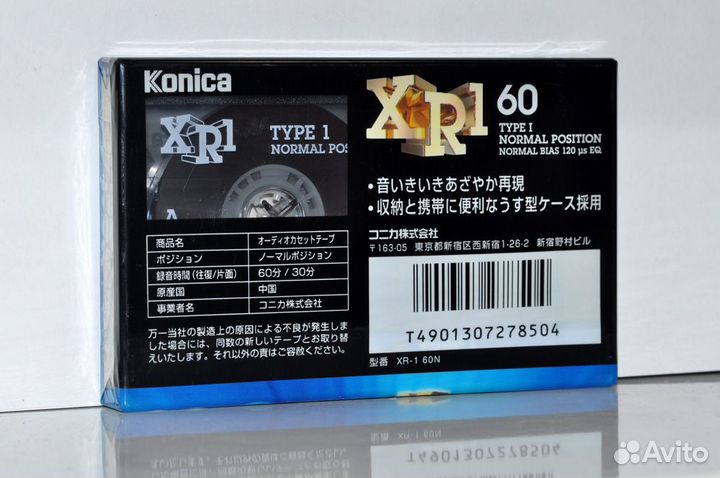 Konica
XR1
TYPE 1
NORMAL POS
A
XR1 60
TYPE I
NORMAL POSITION
NORMAL BIAS 120 μs EQ
・音いきいきあざやか再現
・収納と携帯に便利なうす型ケース採用
コニカ株式会社
〒163-05 東京都新宿区西新宿1-26-2 新宿野村ビル
商品名 オーディオカセットテープ
ポジション ノーマルポジション
録音時間(往復/片面) 60分/30分
原産国 中国
事業者名 コニカ株式会社
万一当社の製造上の原因による不良が発生しま
した場合には、同数の新しいテープとお取り替
えいたします。それ以外の責はご容赦ください。
T4901307278504
型番 XR-1 60N
Avito